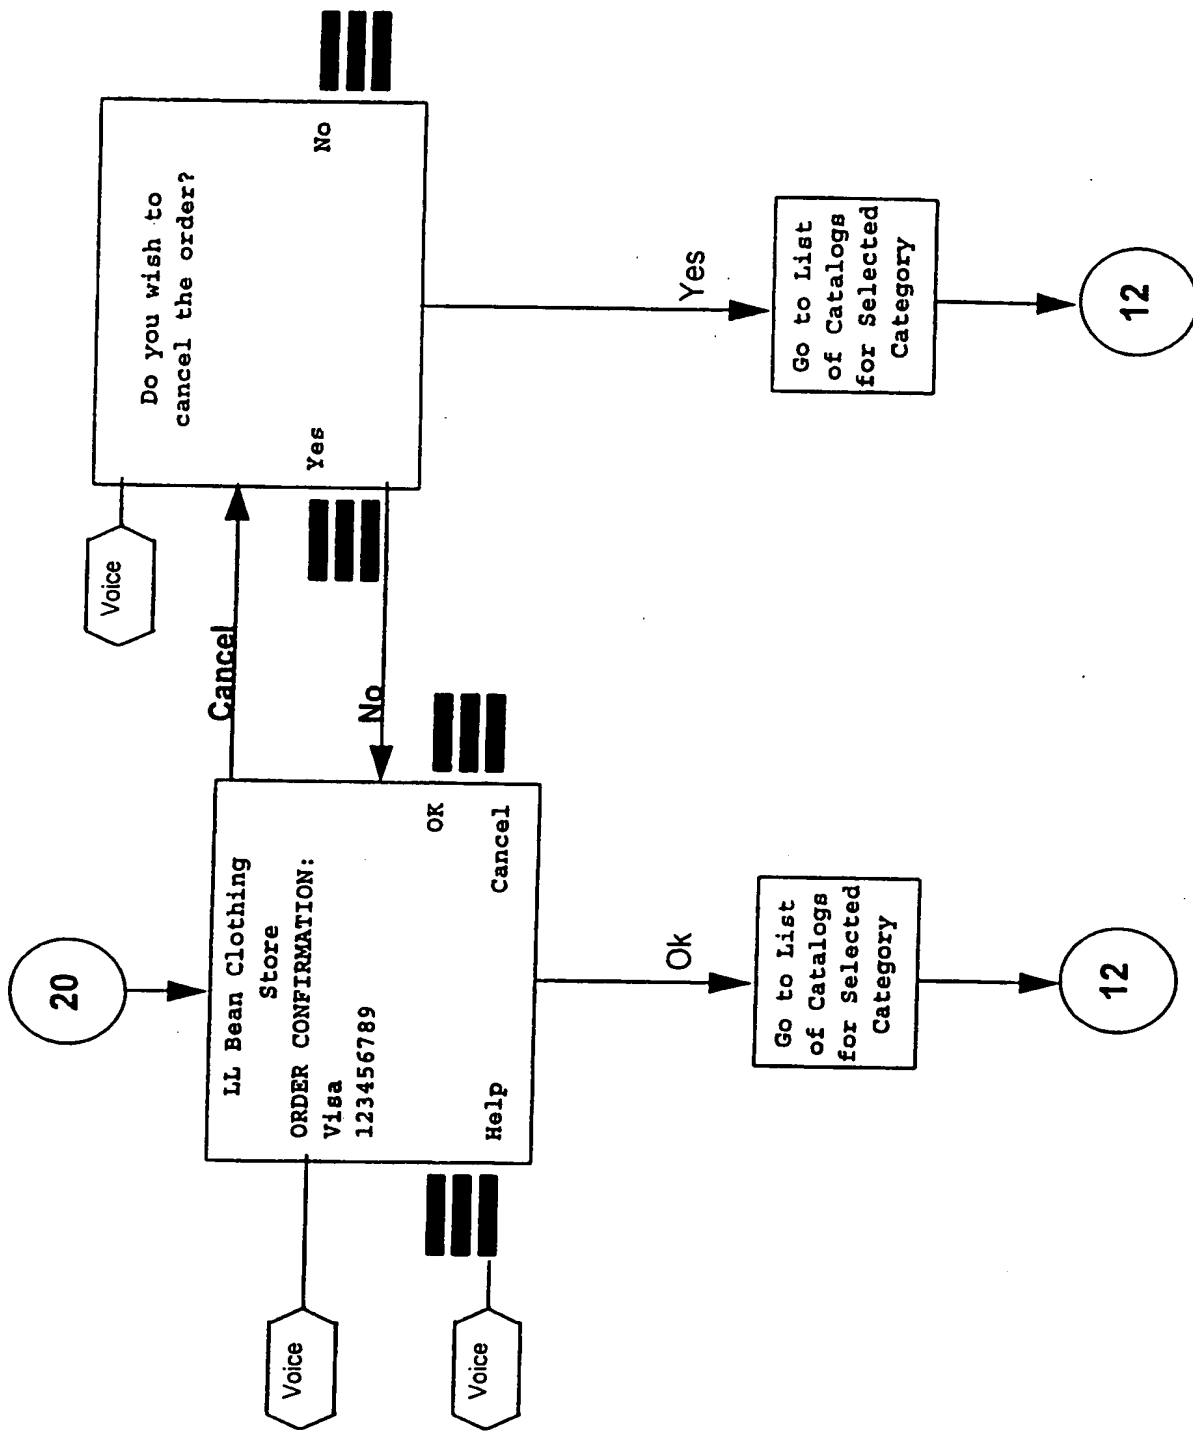 20
LL Bean Clothing
Store
ORDER CONFIRMATION:
Visa
123456789
OK
Help
Cancel
Voice
Voice
Cancel
No
Voice
Do you wish to
cancel the order?
Yes
No
Ok
Go to List
of Catalogs
for Selected
Category
12
Yes
Go to List
of Catalogs
for Selected
Category
12